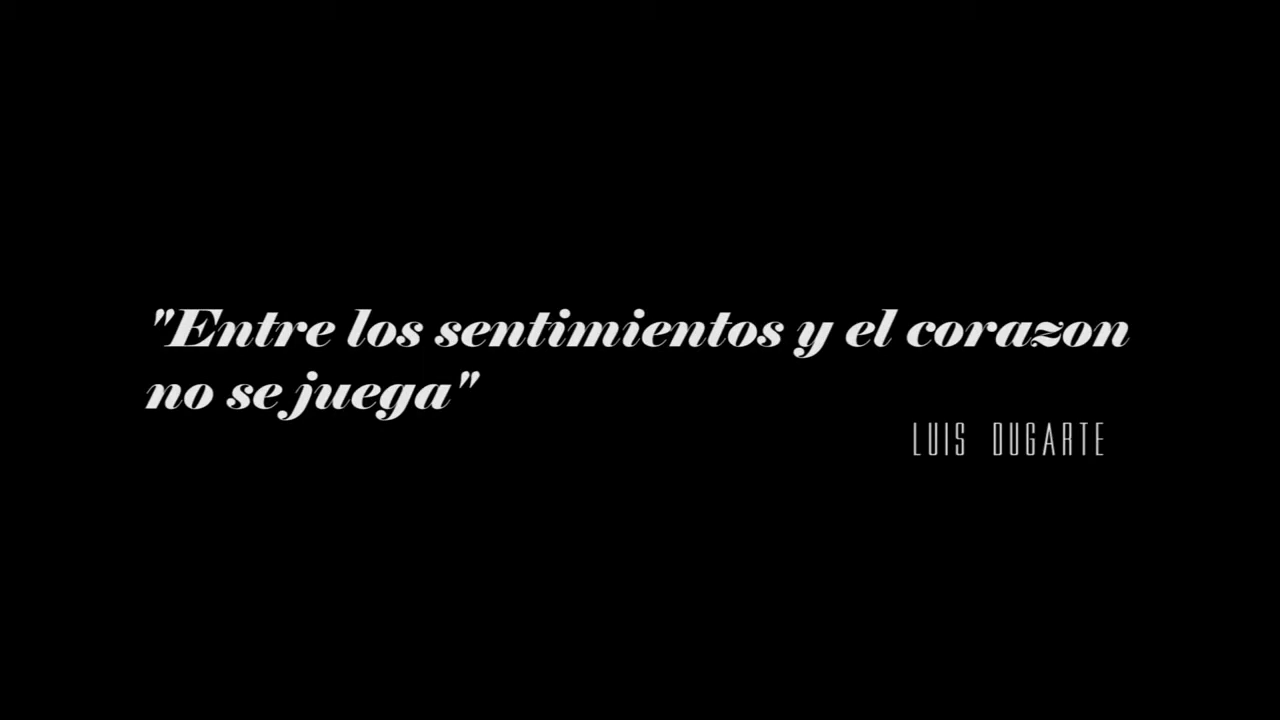 "Entre los sentimientos y el corazon
no se juega"
LUIS DUGARTE